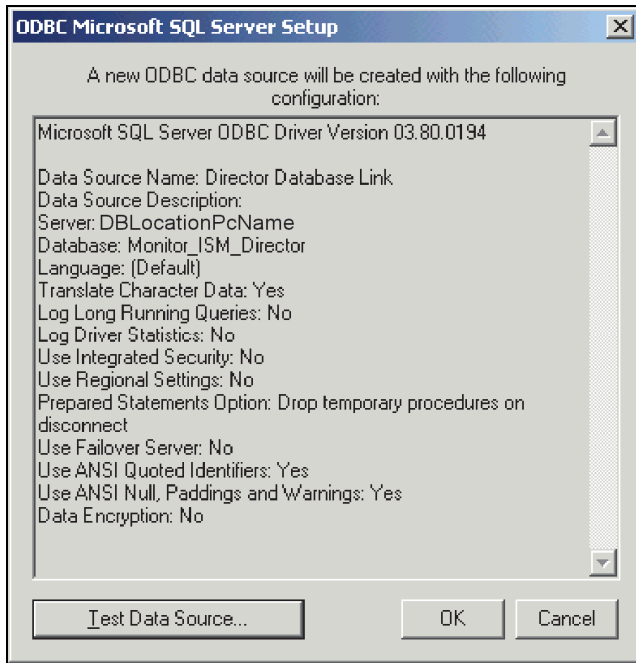 ODBC Microsoft SQL Server Setup
A new ODBC data source will be created with the following
configuration:
Microsoft SQL Server ODBC Driver Version 03.80.0194
Data Source Name: Director Database Link
Data Source Description:
Server: DBLocationPcName
Database: Monitor_ISM_Director
Language: (Default)
Translate Character Data: Yes
Log Long Running Queries: No
Log Driver Statistics: No
Use Integrated Security: No
Use Regional Settings: No
Prepared Statements Option: Drop temporary procedures on
disconnect
Use Failover Server: No
Use ANSI Quoted Identifiers: Yes
Use ANSI Null, Paddings and Warnings: Yes
Data Encryption: No
Test Data Source... OK Cancel